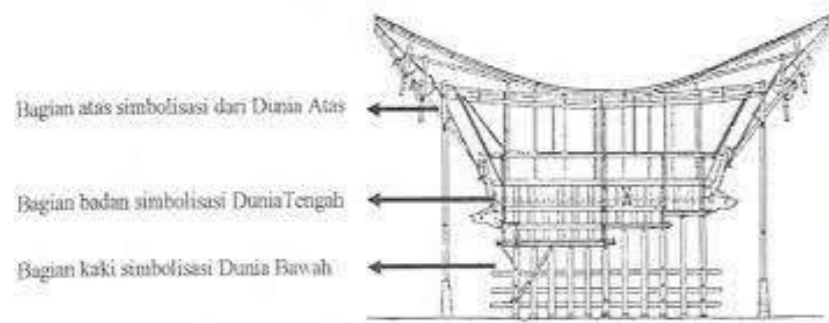 Bagian atas simbolisasi dari Dunia Atas
Bagian badan simbolisasi DuniaTengah
Bagian kaki simbolisasi Dunia Bawah